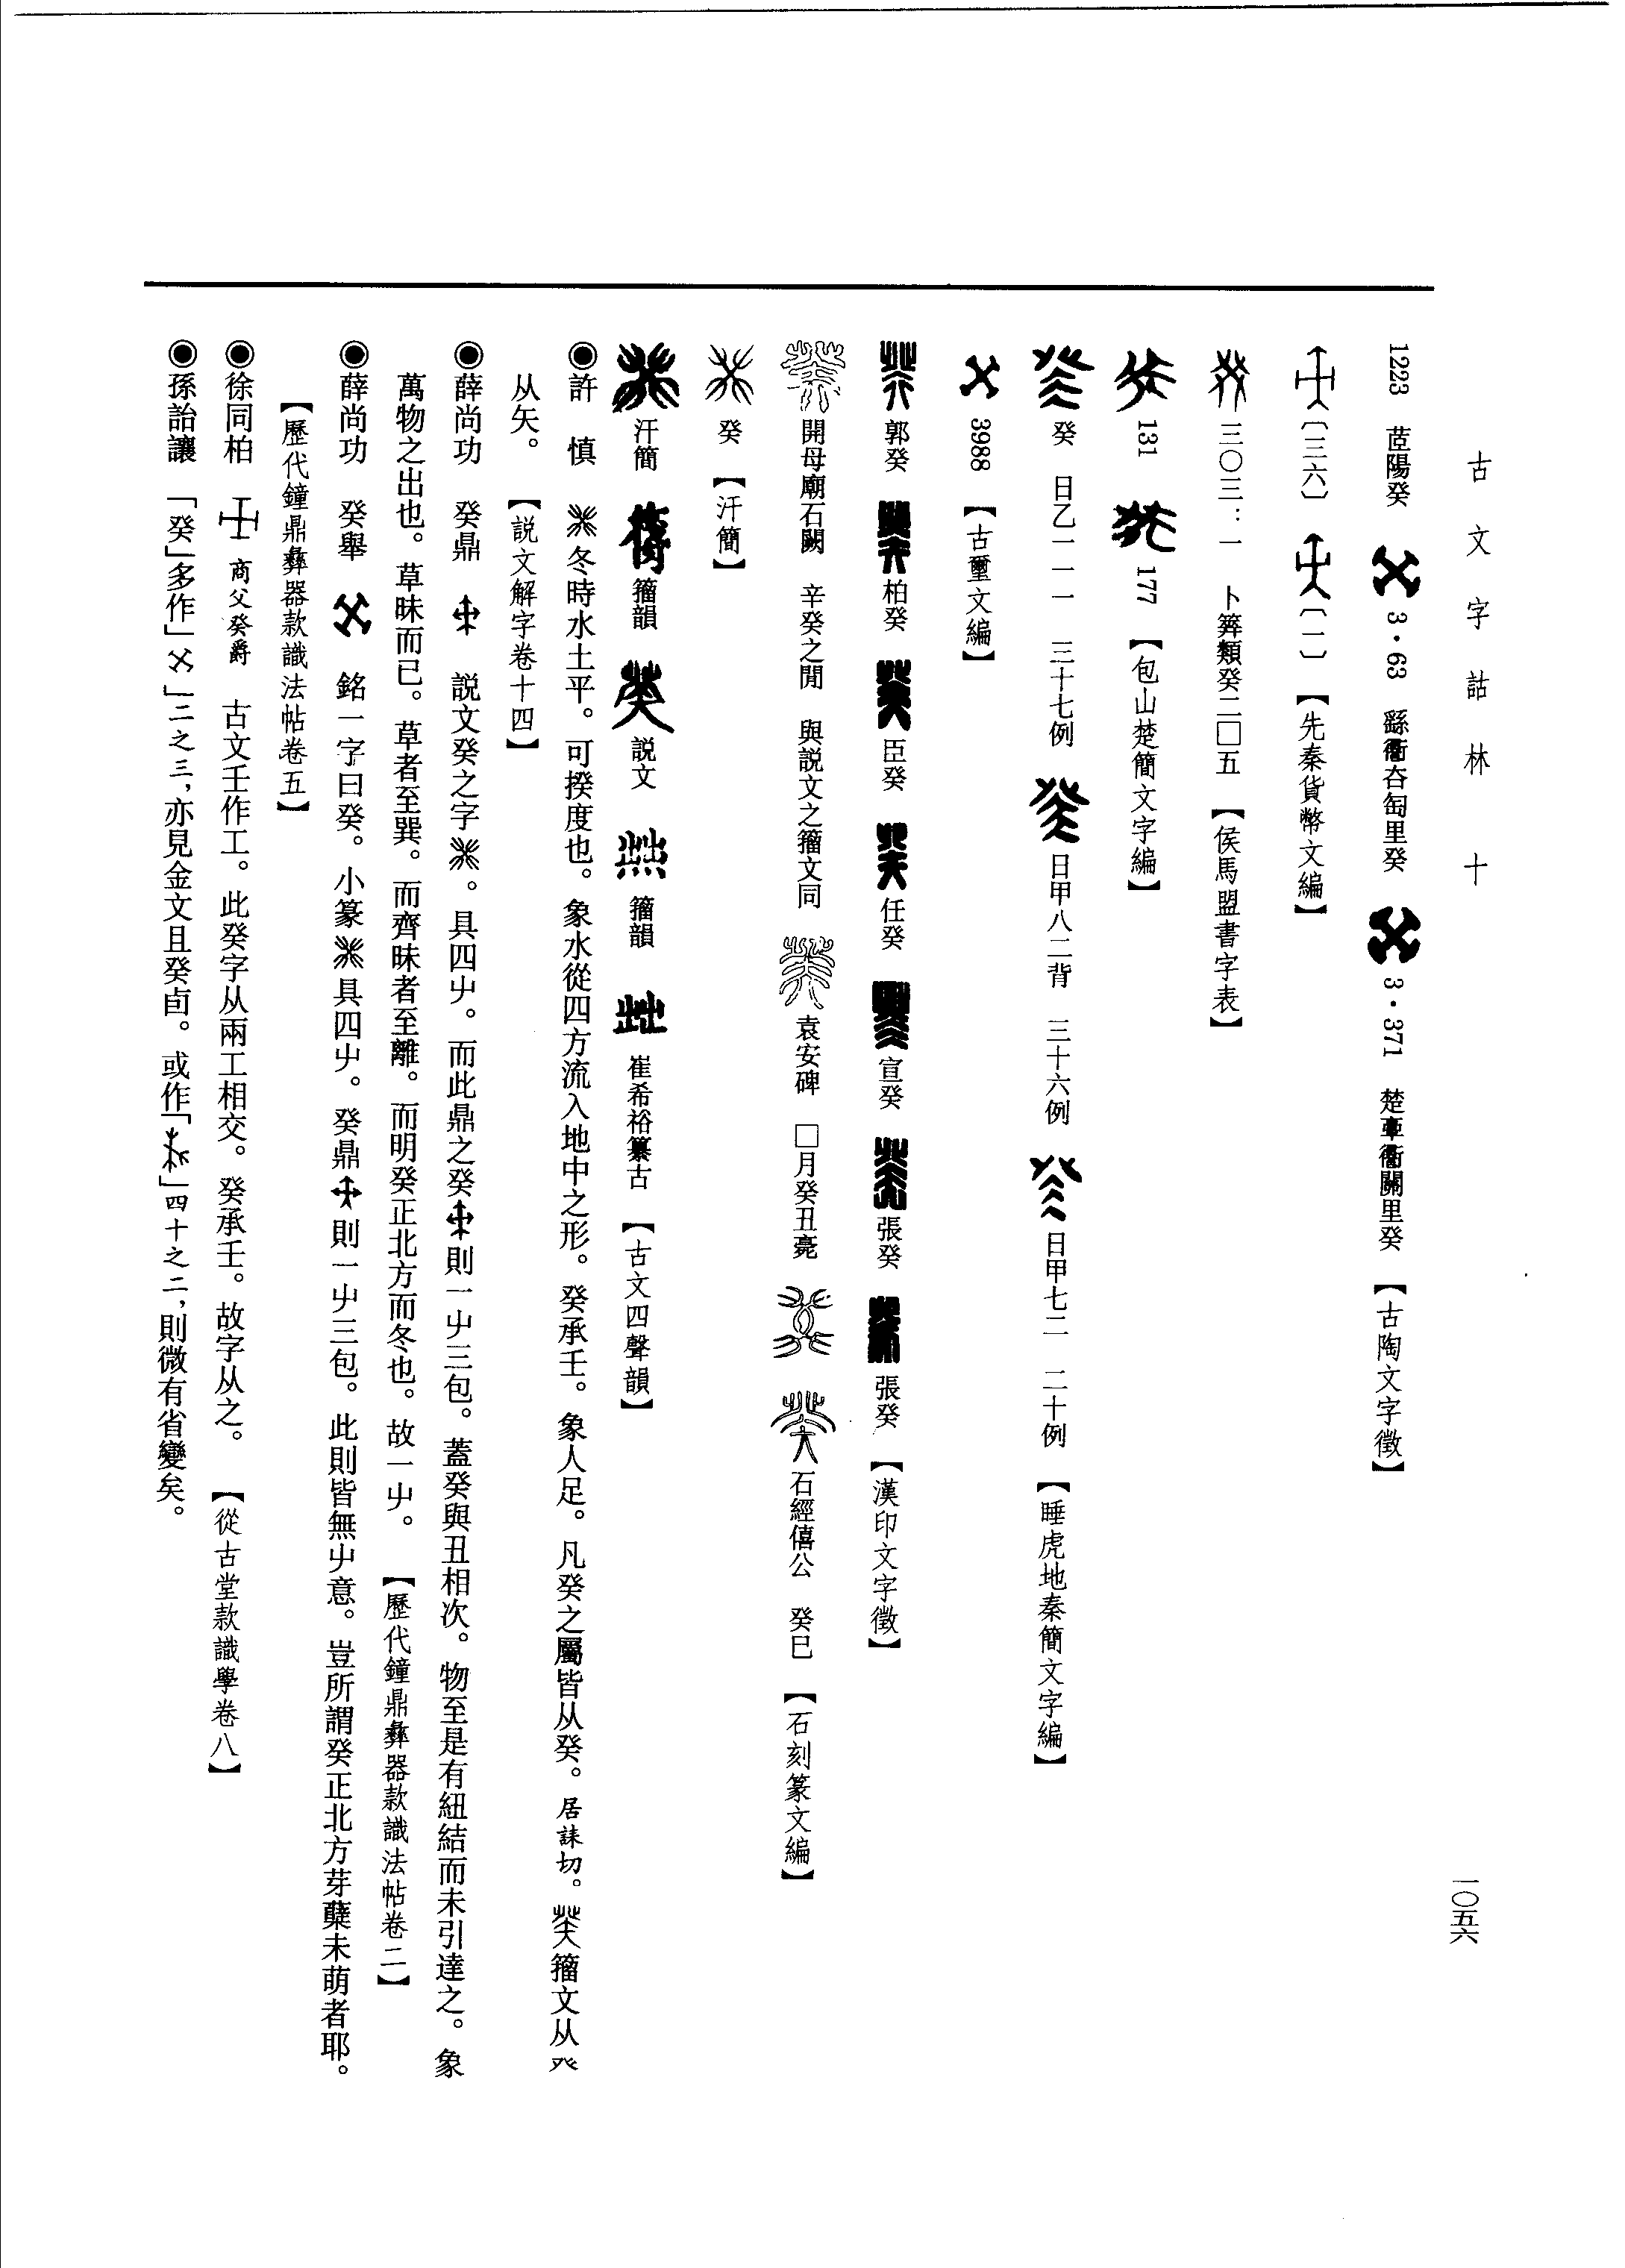 古文字詁林 十
一〇五六
1223 茝陽癸 3·63 繇衢㕣匋里癸 3·371 楚𩫖衢關里癸 【古陶文字徵】
〔三六〕 〔一〕 【先秦貨幣文編】
三〇三：一 卜筭類癸二□五 【侯馬盟書字表】
131 177 【包山楚簡文字編】
癸 日乙一一一 三十七例 日甲八二背 三十六例 日甲七二 二十例 【睡虎地秦簡文字編】
3988 【古璽文編】
郭癸 柏癸 臣癸 任癸 宣癸 張癸 張癸 【漢印文字徵】
開母廟石闕 辛癸之閒 與説文之籀文同 袁安碑 □月癸丑薨 石經僖公 癸巳 【石刻篆文編】
癸 【汗簡】
汗簡 籀韻 説文 籀韻 崔希裕纂古 【古文四聲韻】
◉許 慎 冬時水土平。可揆度也。象水從四方流入地中之形。癸承壬。象人足。凡癸之屬皆从癸。居誄切。籀文从癶
从矢。 【説文解字卷十四】
◉薛尚功 癸鼎 説文癸之字。具四屮。而此鼎之癸則一屮三包。蓋癸與丑相次。物至是有紐結而未引達之。象
萬物之出也。草昧而已。草者至巽。而齊昧者至離。而明癸正北方而冬也。故一屮。 【歷代鐘鼎彝器款識法帖卷二】
◉薛尚功 癸舉 銘一字曰癸。小篆具四屮。癸鼎則一屮三包。此則皆無屮意。豈所謂癸正北方芽蘖未萌者耶。
【歷代鐘鼎彝器款識法帖卷五】
◉徐同柏 商父癸爵 古文壬作工。此癸字从兩工相交。癸承壬。故字从之。 【從古堂款識學卷八】
◉孫詒讓 「癸」多作「」二之三，亦見金文且癸卣。或作「」四十之二，則微有省變矣。